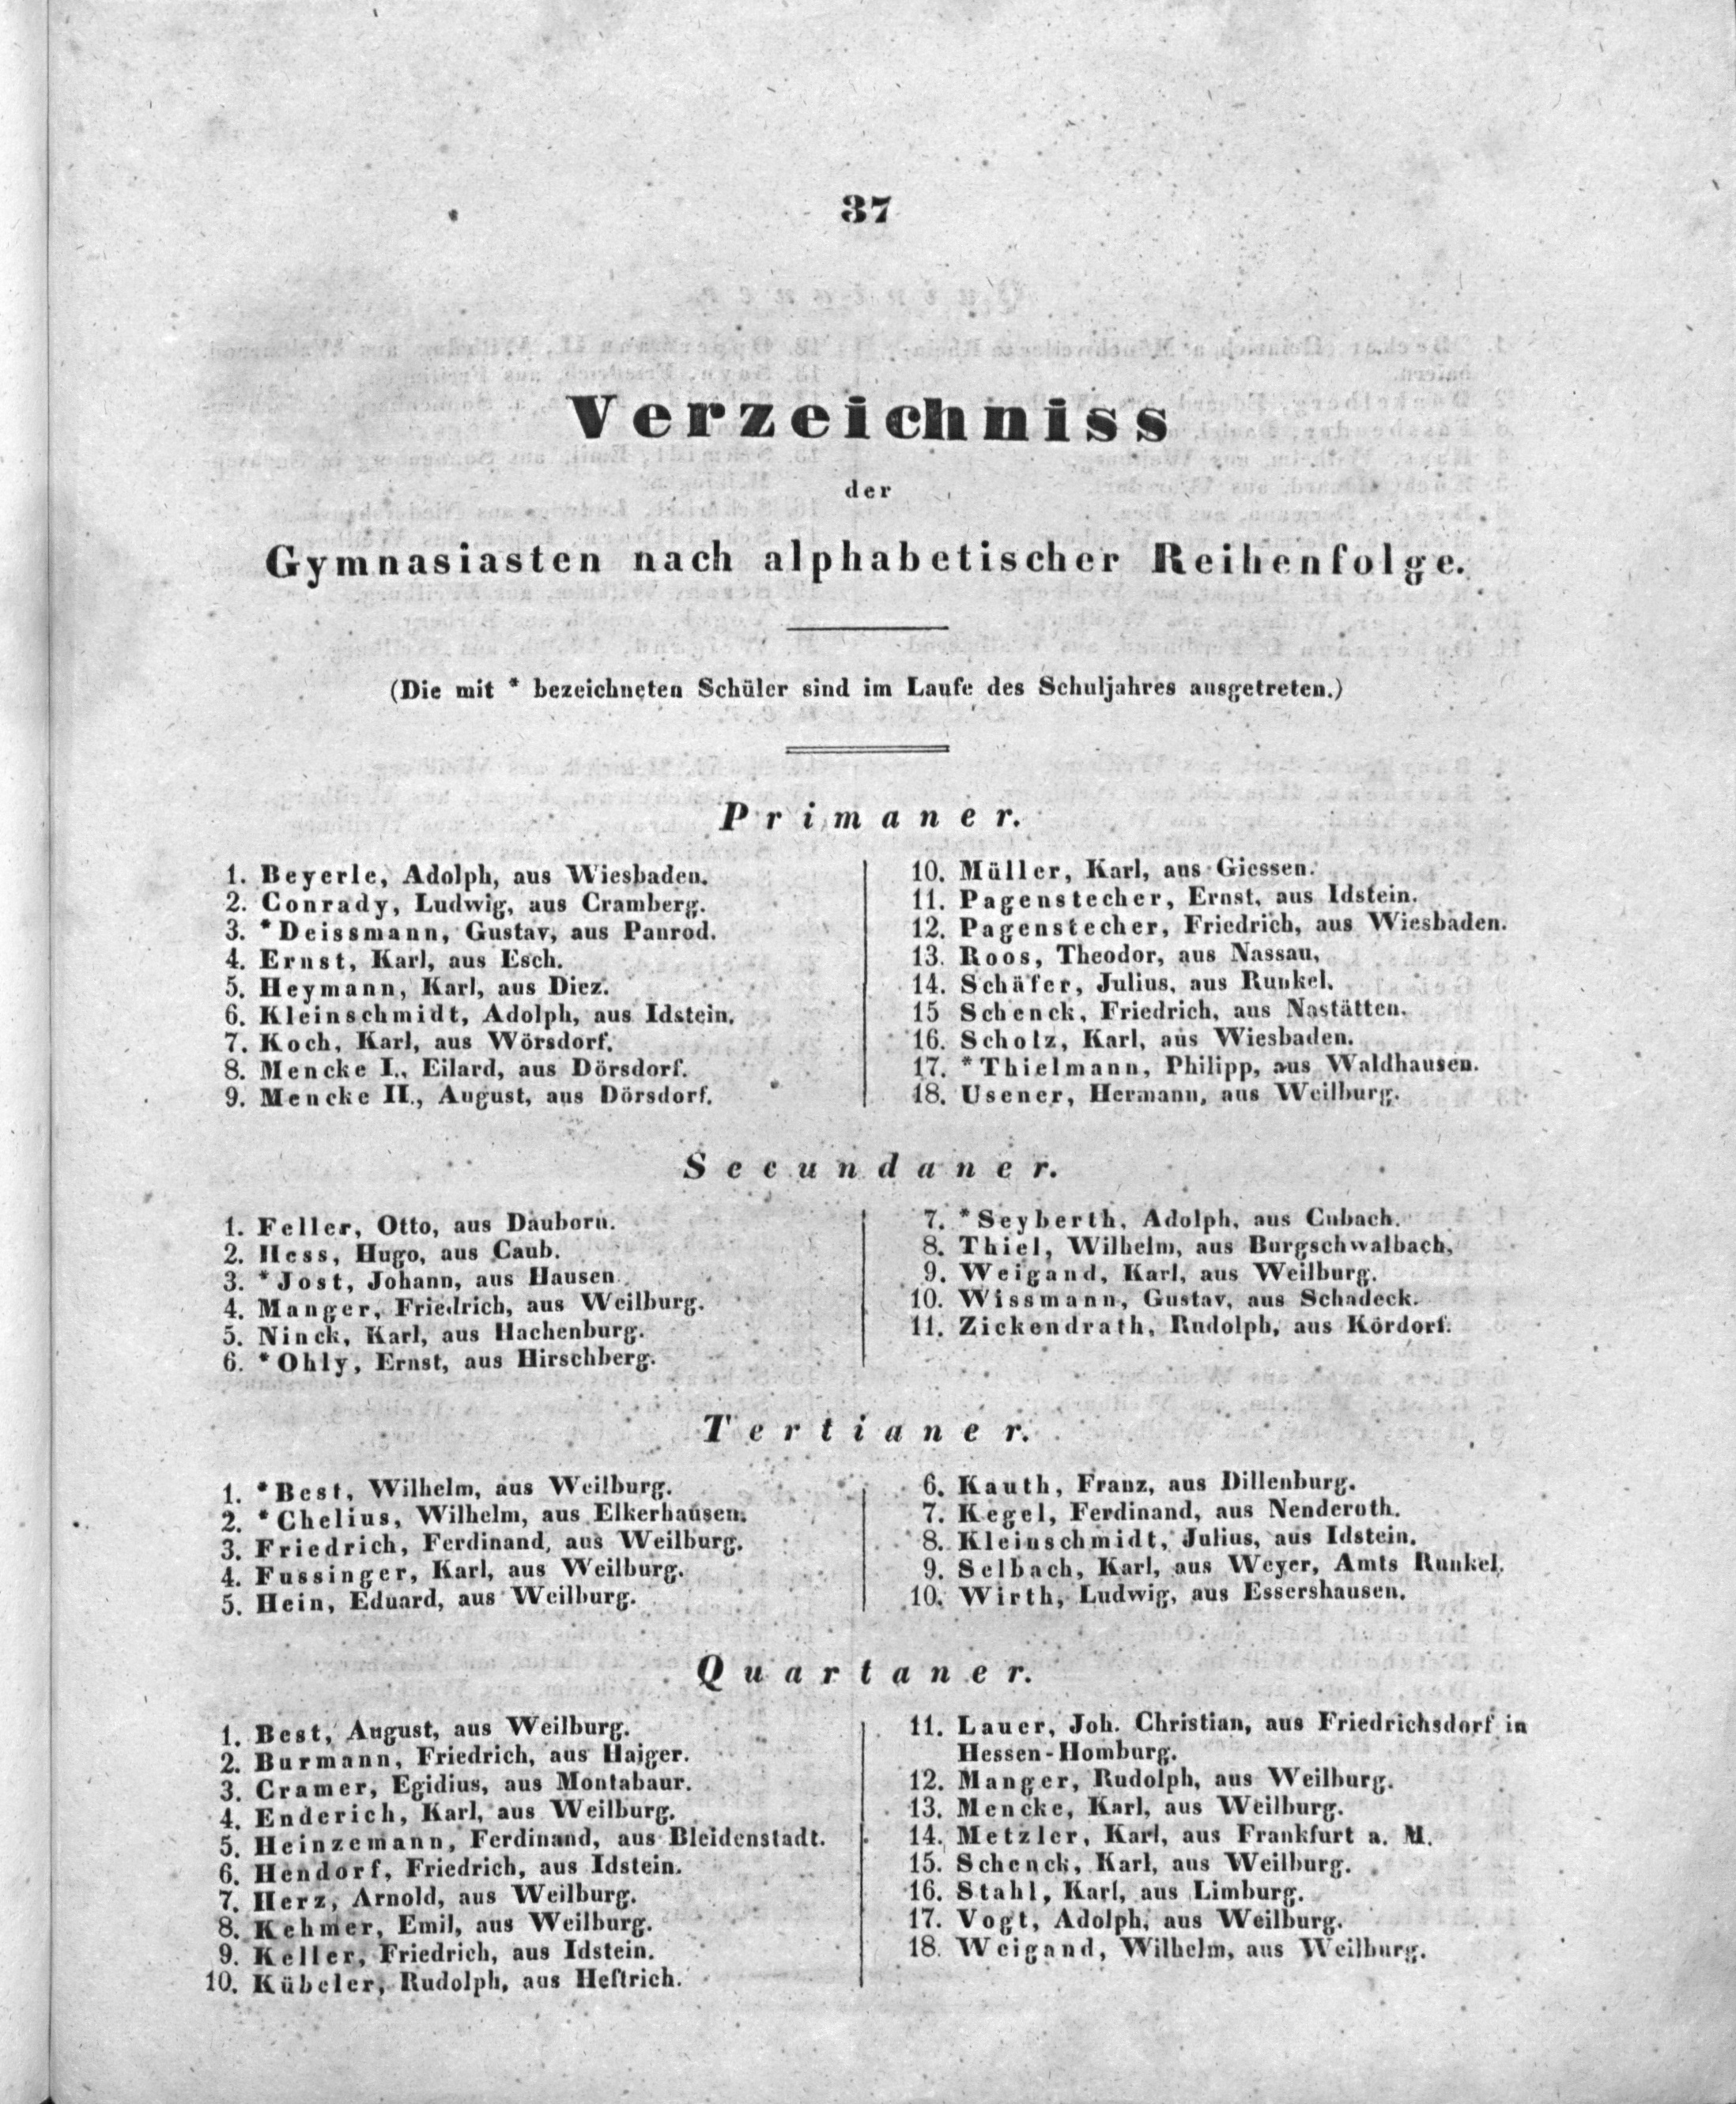 37
Verzeichniss
der
Gymnasiasten nach alphabetischer Reihenfolge.
(Die mit * bezeichneten Schüler sind im Laufe des Schuljahres ausgetreten.)
Primaner.
1. Beyerle, Adolph, aus Wiesbaden.
2. Conrady, Ludwig, aus Cramberg.
3. *Deissmann, Gustav, aus Panrod.
4. Ernst, Karl, aus Esch.
5. Heymann, Karl, aus Diez.
6. Kleinschmidt, Adolph, aus Idstein.
7. Koch, Karl, aus Wörsdorf.
8. Mencke I., Eilard, aus Dörsdorf.
9. Mencke II., August, aus Dörsdorf.
10. Müller, Karl, aus Giessen.
11. Pagenstecher, Ernst, aus Idstein.
12. Pagenstecher, Friedrich, aus Wiesbaden.
13. Roos, Theodor, aus Nassau.
14. Schäfer, Julius, aus Runkel.
15 Schenck, Friedrich, aus Nastätten.
16. Scholz, Karl, aus Wiesbaden.
17. *Thielmann, Philipp, aus Waldhausen.
18. Usener, Hermann, aus Weilburg.
Secundaner.
1. Feller, Otto, aus Dauborn.
2. Hess, Hugo, aus Caub.
3. *Jost, Johann, aus Hausen.
4. Manger, Friedrich, aus Weilburg.
5. Ninck, Karl, aus Hachenburg.
6. *Ohly, Ernst, aus Hirschberg.
7. *Seyberth, Adolph, aus Cubach.
8. Thiel, Wilhelm, aus Burgschwalbach.
9. Weigand, Karl, aus Weilburg.
10. Wissmann, Gustav, aus Schadeck.
11. Zickendrath, Rudolph, aus Kördorf.
Tertianer.
1. *Best, Wilhelm, aus Weilburg.
2. *Chelius, Wilhelm, aus Elkerhausen.
3. Friedrich, Ferdinand, aus Weilburg.
4. Fussinger, Karl, aus Weilburg.
5. Hein, Eduard, aus Weilburg.
6. Kauth, Franz, aus Dillenburg.
7. Kegel, Ferdinand, aus Nenderoth.
8. Kleinschmidt, Julius, aus Idstein.
9. Selbach, Karl, aus Weyer, Amts Runkel.
10. Wirth, Ludwig, aus Essershausen.
Quartaner.
1. Best, August, aus Weilburg.
2. Burmann, Friedrich, aus Haiger.
3. Cramer, Egidius, aus Montabaur.
4. Enderich, Karl, aus Weilburg.
5. Heinzemann, Ferdinand, aus Bleidenstadt.
6. Hendorf, Friedrich, aus Idstein.
7. Herz, Arnold, aus Weilburg.
8. Kehmer, Emil, aus Weilburg.
9. Keller, Friedrich, aus Idstein.
10. Kübeler, Rudolph, aus Heftrich.
11. Lauer, Joh. Christian, aus Friedrichsdorf in
Hessen-Homburg.
12. Manger, Rudolph, aus Weilburg.
13. Mencke, Karl, aus Weilburg.
14. Metzler, Karl, aus Frankfurt a. M.
15. Schenck, Karl, aus Weilburg.
16. Stahl, Karl, aus Limburg.
17. Vogt, Adolph, aus Weilburg.
18. Weigand, Wilhelm, aus Weilburg.